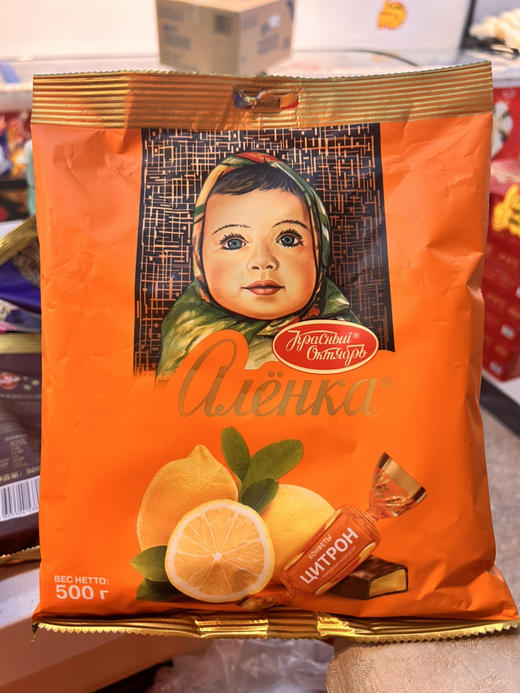 Красный®
Октябрь
Алёнка®
КОНФЕТЫ
ЦИТРОН
ВЕС НЕТТО:
500 г